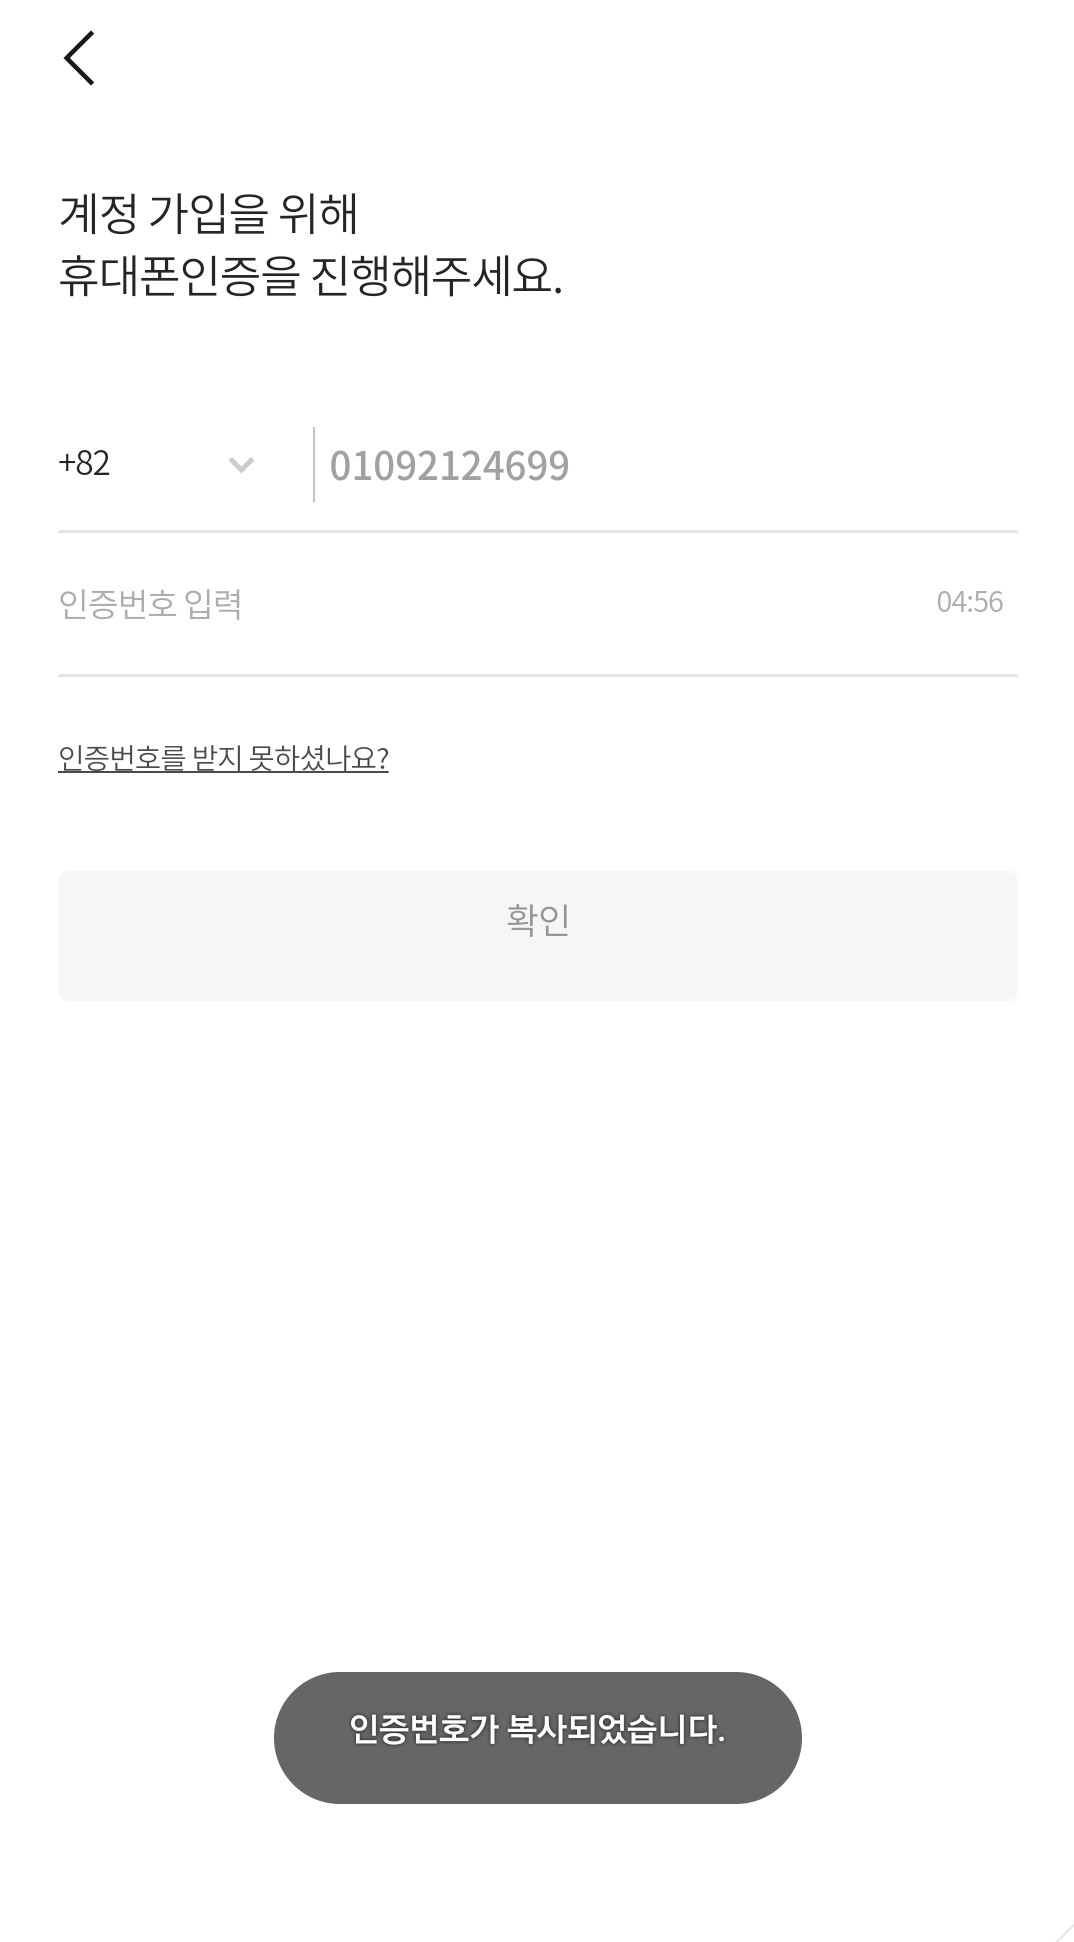 계정 가입을 위해
휴대폰인증을 진행해주세요.
+82 01092124699
인증번호 입력 04:56
인증번호를 받지 못하셨나요?
확인
인증번호가 복사되었습니다.